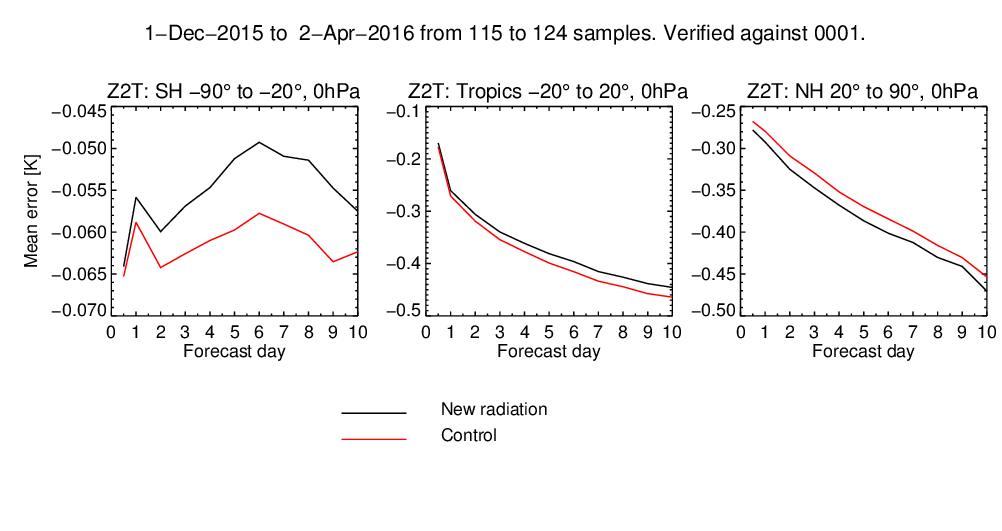 1−Dec−2015 to  2−Apr−2016 from 115 to 124 samples. Verified against 0001.
Z2T: SH −90° to −20°, 0hPa
Mean error [K]
−0.045
−0.050
−0.055
−0.060
−0.065
−0.070
0 1 2 3 4 5 6 7 8 9 10
Forecast day
Z2T: Tropics −20° to 20°, 0hPa
−0.1
−0.2
−0.3
−0.4
−0.5
0 1 2 3 4 5 6 7 8 9 10
Forecast day
Z2T: NH 20° to 90°, 0hPa
−0.25
−0.30
−0.35
−0.40
−0.45
−0.50
0 1 2 3 4 5 6 7 8 9 10
Forecast day
New radiation
Control